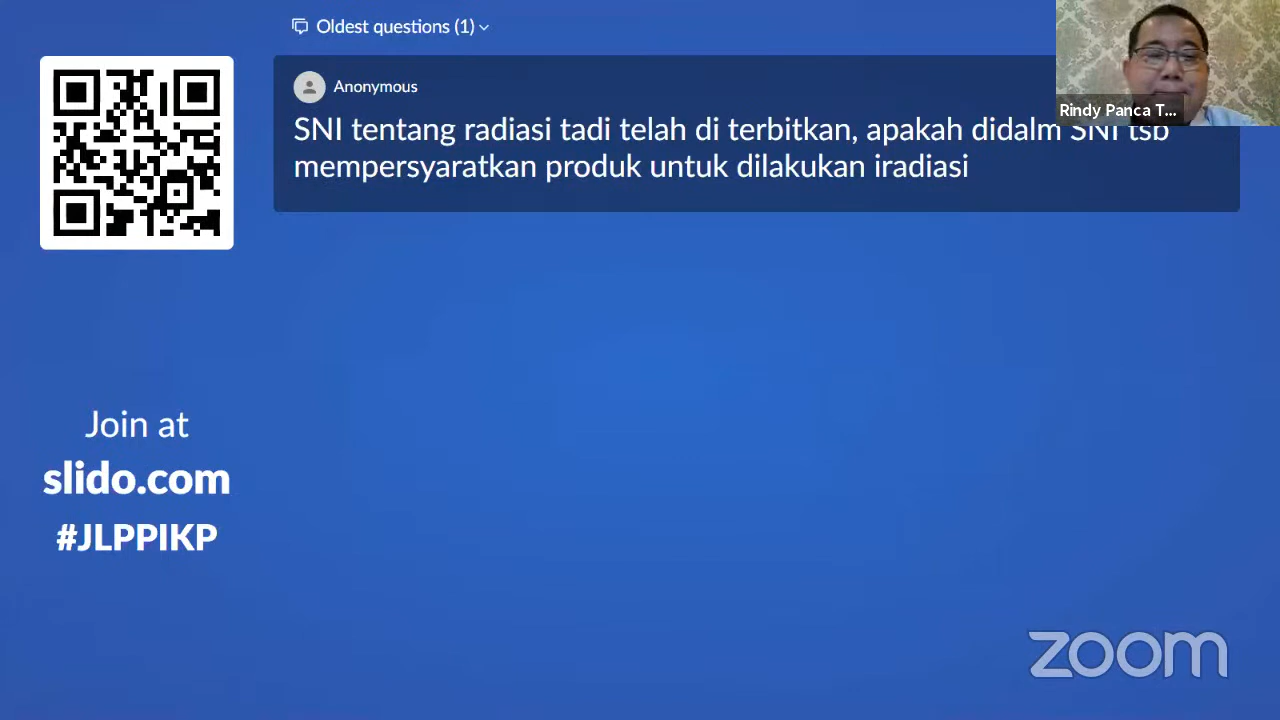 Oldest questions (1)
Anonymous
Rindy Panca T...
SNI tentang radiasi tadi telah di terbitkan, apakah didalm SNI tsb
mempersyaratkan produk untuk dilakukan iradiasi
Join at
slido.com
#JLPPIKP
zoom